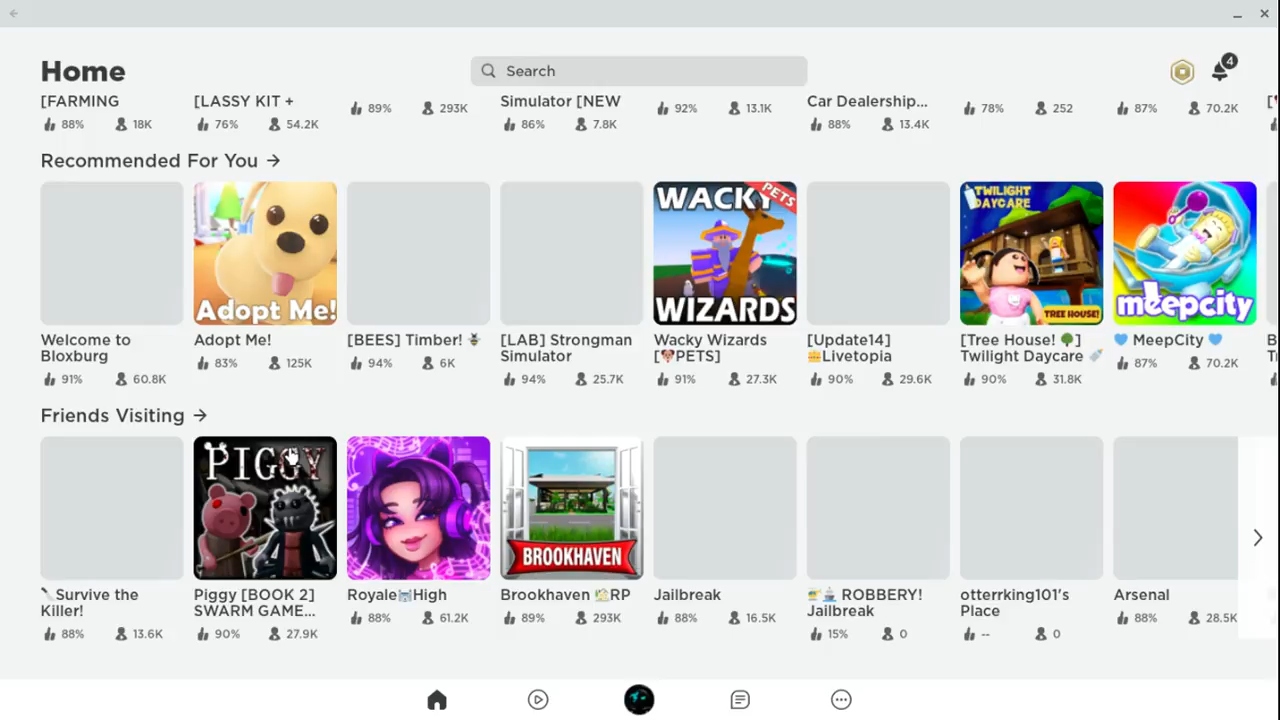 Home
Search
4
[FARMING
[LASSY KIT +
89%
293K
Simulator [NEW
92%
13.1K
Car Dealership...
78%
252
87%
70.2K
88%
18K
76%
54.2K
86%
7.8K
88%
13.4K
Recommended For You →
Adopt Me!
WACKY
PETS
WIZARDS
TWILIGHT
DAYCARE
TREE HOUSE!
meepcity
Welcome to
Bloxburg
91%
60.8K
Adopt Me!
83%
125K
[BEES] Timber! 🐝
94%
6K
[LAB] Strongman
Simulator
94%
25.7K
Wacky Wizards
[🐶PETS]
91%
27.3K
[Update14]
👑Livetopia
90%
29.6K
[Tree House! 🌳]
Twilight Daycare 🍼
90%
31.8K
💙 MeepCity 💙
87%
70.2K
Friends Visiting →
PIGGY
BROOKHAVEN
🔪Survive the
Killer!
88%
13.6K
Piggy [BOOK 2]
SWARM GAME...
90%
27.9K
Royale🏰High
88%
61.2K
Brookhaven 🏡RP
89%
293K
Jailbreak
88%
16.5K
ROBBERY!
Jailbreak
15%
0
otterrking101's
Place
--
0
Arsenal
88%
28.5K